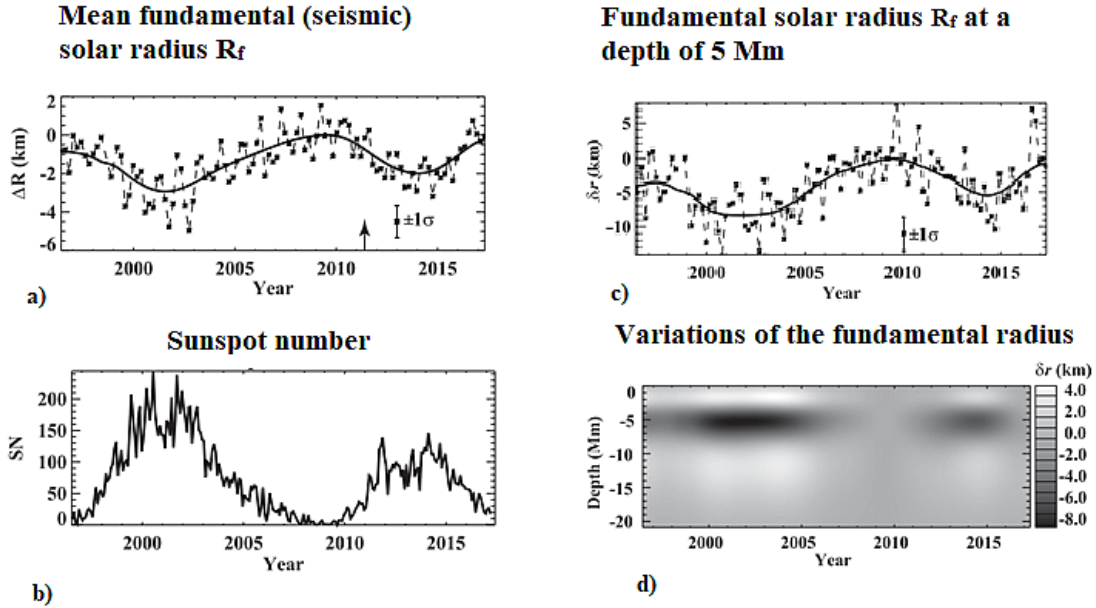 Mean fundamental (seismic)
solar radius Rf
2
0
-2
-4
-6
ΔR (km)
±1σ
2000 2005 2010 2015
Year
a)
Sunspot number
200
150
100
50
0
SN
2000 2005 2010 2015
Year
b)
Fundamental solar radius Rf at a
depth of 5 Mm
5
0
-5
-10
δr (km)
±1σ
2000 2005 2010 2015
Year
c)
Variations of the fundamental radius
δr (km)
0
-5
-10
-15
-20
Depth (Mm)
4.0
2.0
0.0
-2.0
-4.0
-6.0
-8.0
2000 2005 2010 2015
Year
d)